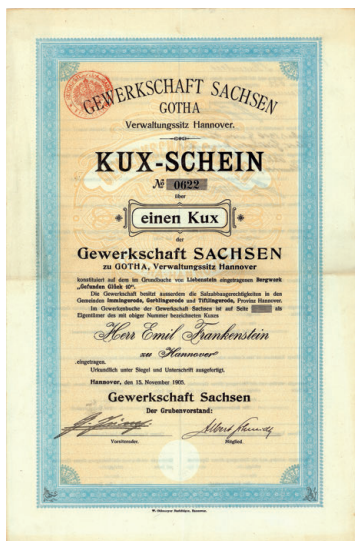 GEWERKSCHAFT SACHSEN
GOTHA
Verwaltungssitz Hannover.
KUX-SCHEIN
№ 0622
über
einen Kux
der
Gewerkschaft SACHSEN
zu GOTHA, Verwaltungssitz Hannover
konstituiert auf dem im Grundbuche von Liebenstein eingetragenen Bergwerk
„Gefunden Glück 10“.
Die Gewerkschaft besitzt ausserdem die Salzabbaugerechtigkeiten in den
Gemeinden Immingerode, Gerblingerode und Tiftlingerode, Provinz Hannover.
Im Gewerkenbuche der Gewerkschaft Sachsen ist auf Seite als
Eigentümer des mit obiger Nummer bezeichneten Kuxes
Herr Emil Frankenstein
zu Hannover
eingetragen.
Urkundlich unter Siegel und Unterschrift ausgefertigt.
Hannover, den 15. November 1905.
Gewerkschaft Sachsen
Der Grubenvorstand:
Albert
Vorsitzender.
Mitglied.